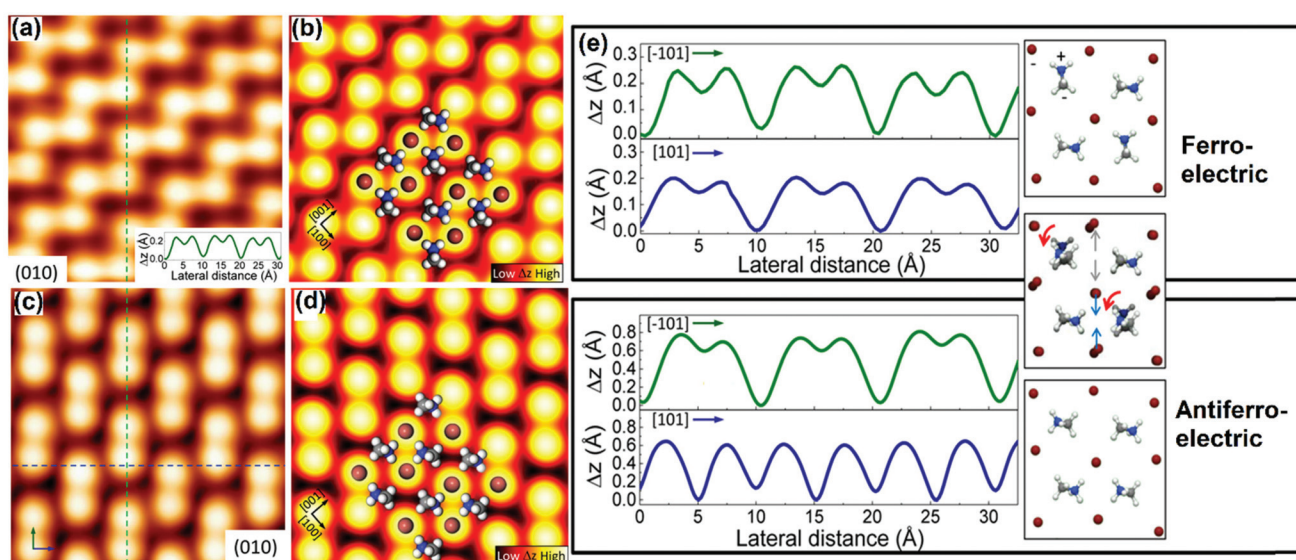 (a)
(010)
Δz (Å)
0.2
0.0
0 5 10 15 20 25 30
Lateral distance (Å)
(b)
[001]
[100]
Low Δz High
(c)
(010)
(d)
[001]
[100]
Low Δz High
(e)
[-101]
Δz (Å)
0.3
0.2
0.1
0.0
[101]
Δz (Å)
0.3
0.2
0.1
0.0
0 5 10 15 20 25 30
Lateral distance (Å)
[-101]
Δz (Å)
0.8
0.6
0.4
0.2
0.0
[101]
Δz (Å)
0.8
0.6
0.4
0.2
0.0
0 5 10 15 20 25 30
Lateral distance (Å)
+
-
-
Ferro-
electric
Antiferro-
electric